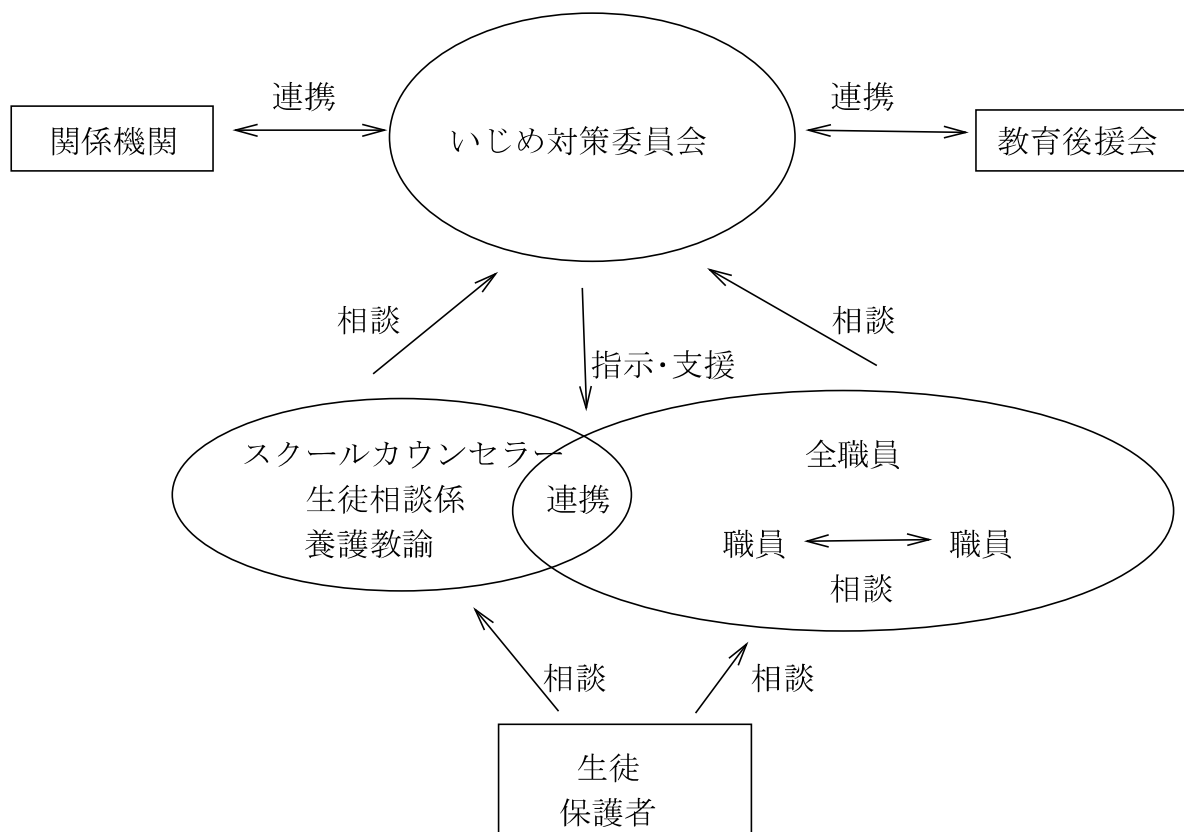 連携
連携
関係機関
いじめ対策委員会
教育後援会
相談
相談
指示・支援
スクールカウンセラー
生徒相談係
養護教諭
連携
全職員
職員
職員
相談
相談
相談
生徒
保護者